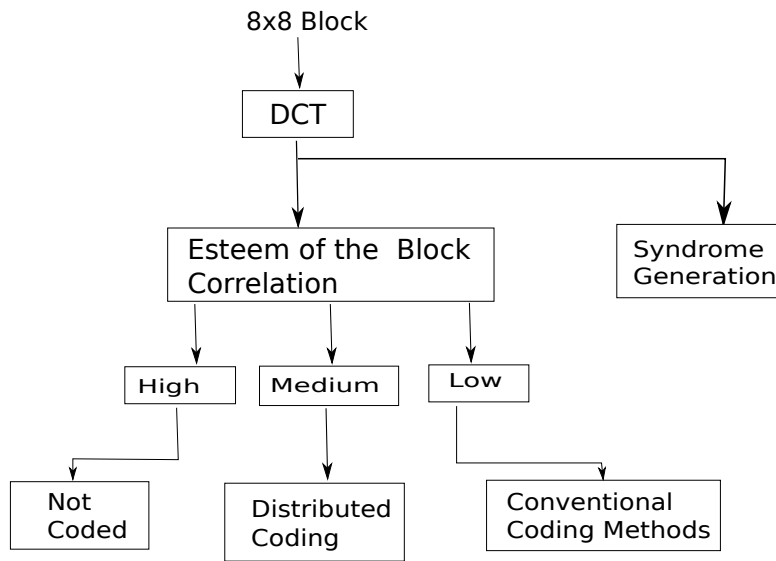 8x8 Block
DCT
Esteem of the Block
Correlation
Syndrome
Generation
High
Medium
Low
Not
Coded
Distributed
Coding
Conventional
Coding Methods